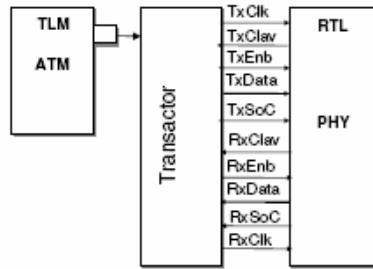 TLM
ATM
Transactor
TxClk
TxClav
TxEnb
TxData
TxSoC
RxClav
RxEnb
RxData
RxSoC
RxClk
RTL
PHY